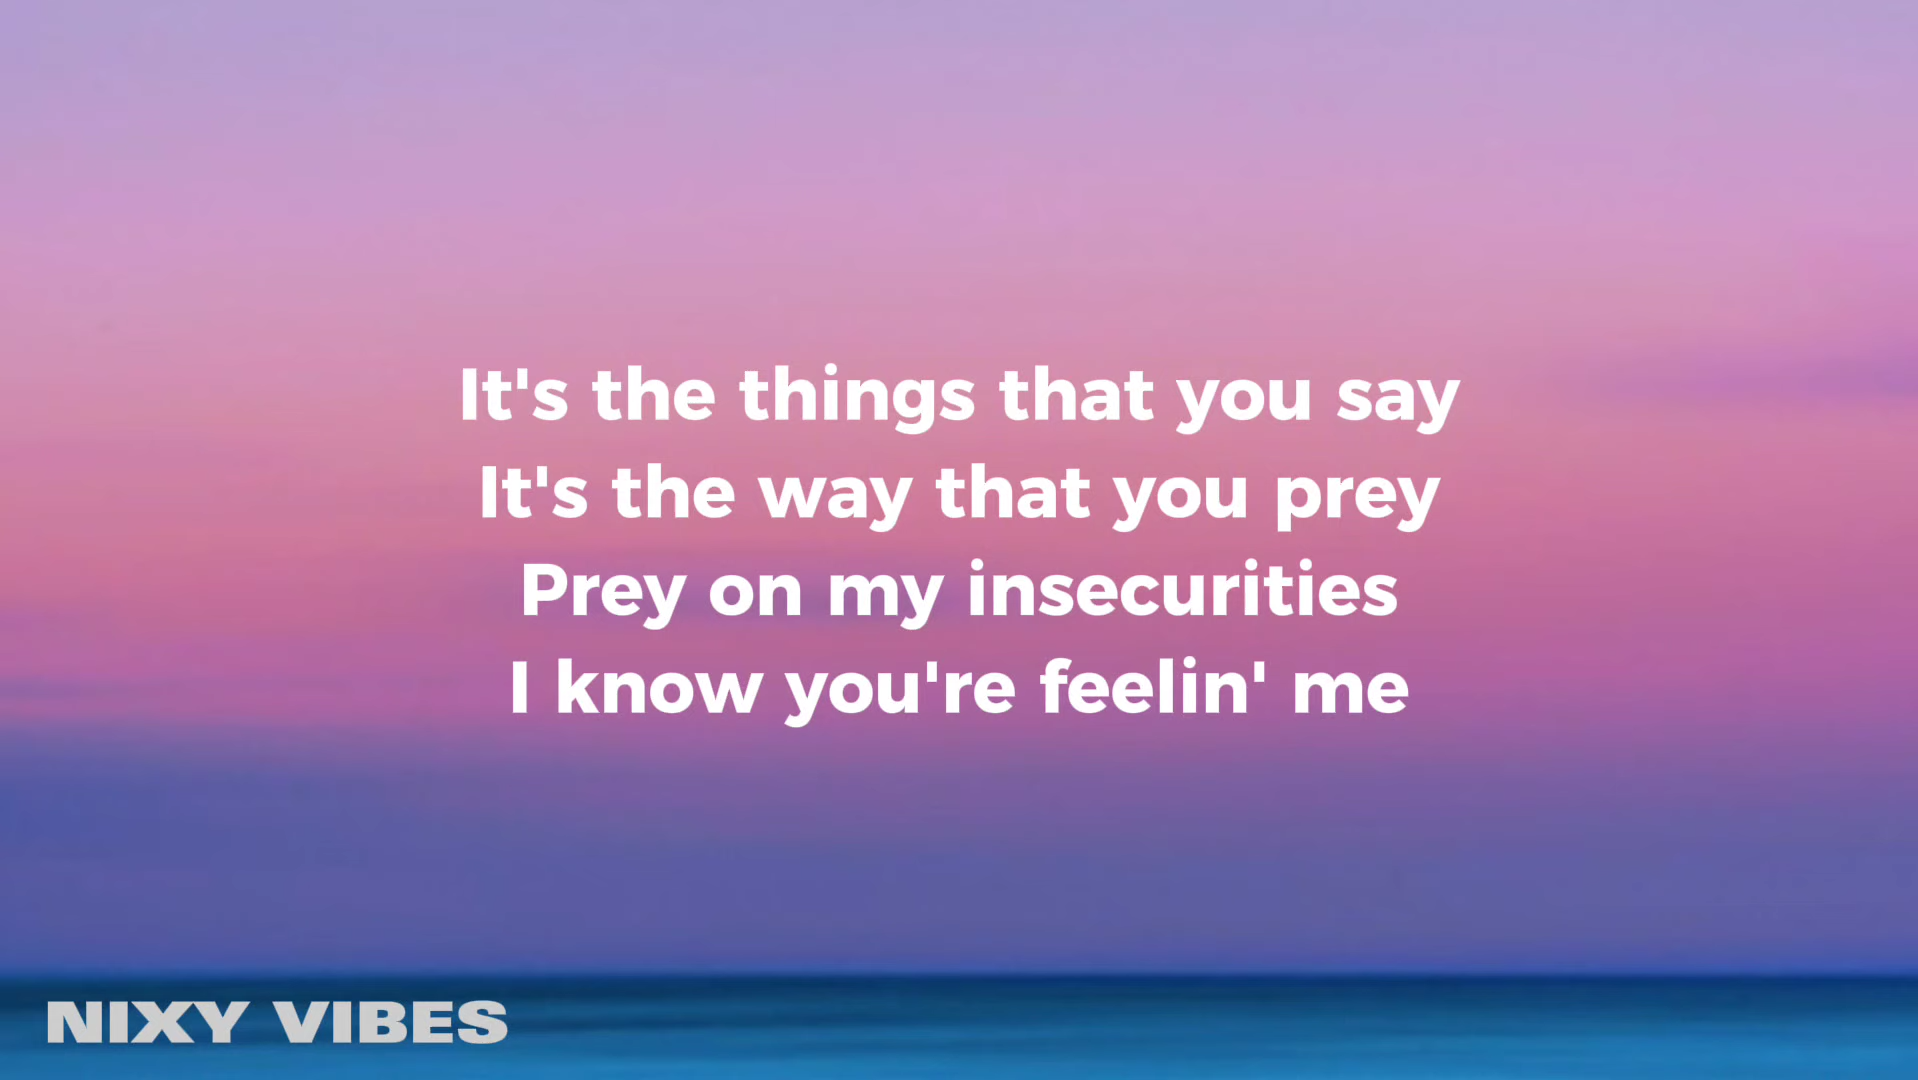 It's the things that you say
It's the way that you prey
Prey on my insecurities
I know you're feelin' me
NIXY VIBES